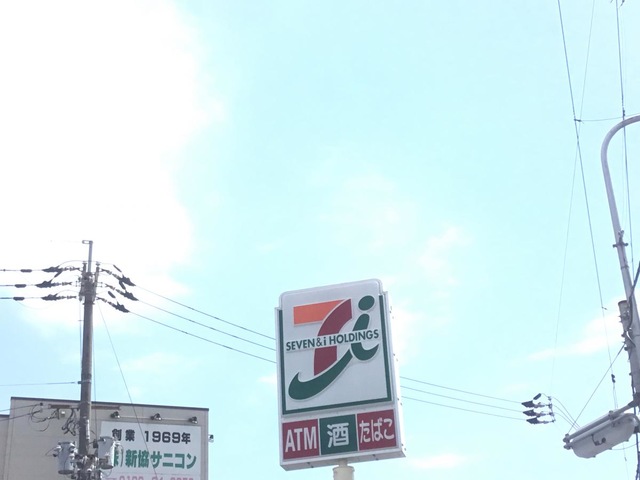 7i
SEVEN&i HOLDINGS
ATM 酒 たばこ
創業 1969年
新協サニコン